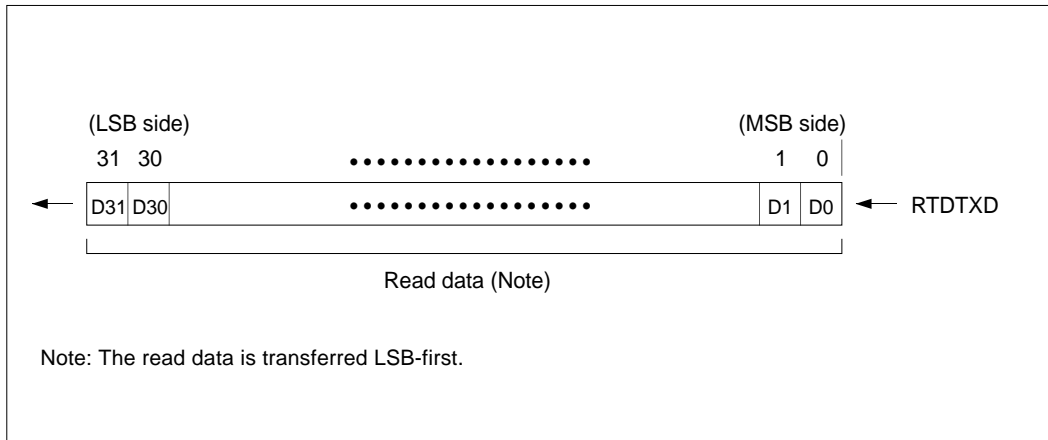 (LSB side) (MSB side)
31 30 •••••••••••••••••• 1 0
D31 D30 •••••••••••••••••• D1 D0 RTDTXD
Read data (Note)
Note: The read data is transferred LSB-first.